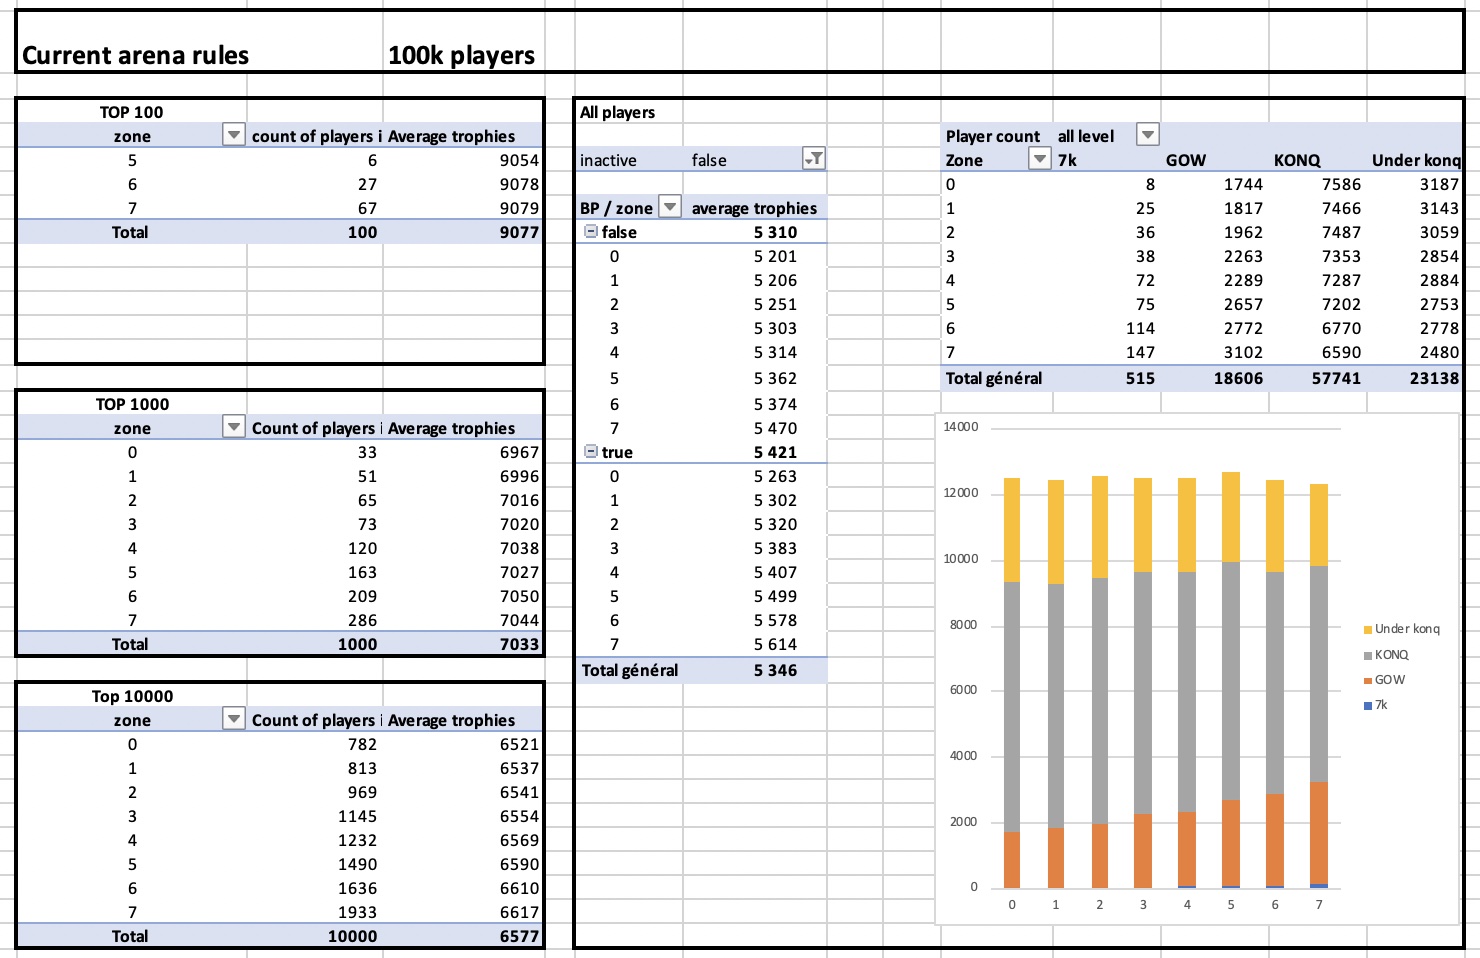 Current arena rules 100k players
TOP 100
zone count of players i Average trophies
5 6 9054
6 27 9078
7 67 9079
Total 100 9077
TOP 1000
zone Count of players i Average trophies
0 33 6967
1 51 6996
2 65 7016
3 73 7020
4 120 7038
5 163 7027
6 209 7050
7 286 7044
Total 1000 7033
Top 10000
zone Count of players i Average trophies
0 782 6521
1 813 6537
2 969 6541
3 1145 6554
4 1232 6569
5 1490 6590
6 1636 6610
7 1933 6617
Total 10000 6577
All players
inactive false
BP / zone average trophies
false 5 310
0 5 201
1 5 206
2 5 251
3 5 303
4 5 314
5 5 362
6 5 374
7 5 470
true 5 421
0 5 263
1 5 302
2 5 320
3 5 383
4 5 407
5 5 499
6 5 578
7 5 614
Total général 5 346
Player count all level
Zone 7k GOW KONQ Under konq
0 8 1744 7586 3187
1 25 1817 7466 3143
2 36 1962 7487 3059
3 38 2263 7353 2854
4 72 2289 7287 2884
5 75 2657 7202 2753
6 114 2772 6770 2778
7 147 3102 6590 2480
Total général 515 18606 57741 23138
14000
12000
10000
8000
6000
4000
2000
0
0 1 2 3 4 5 6 7
Under konq
KONQ
GOW
7k